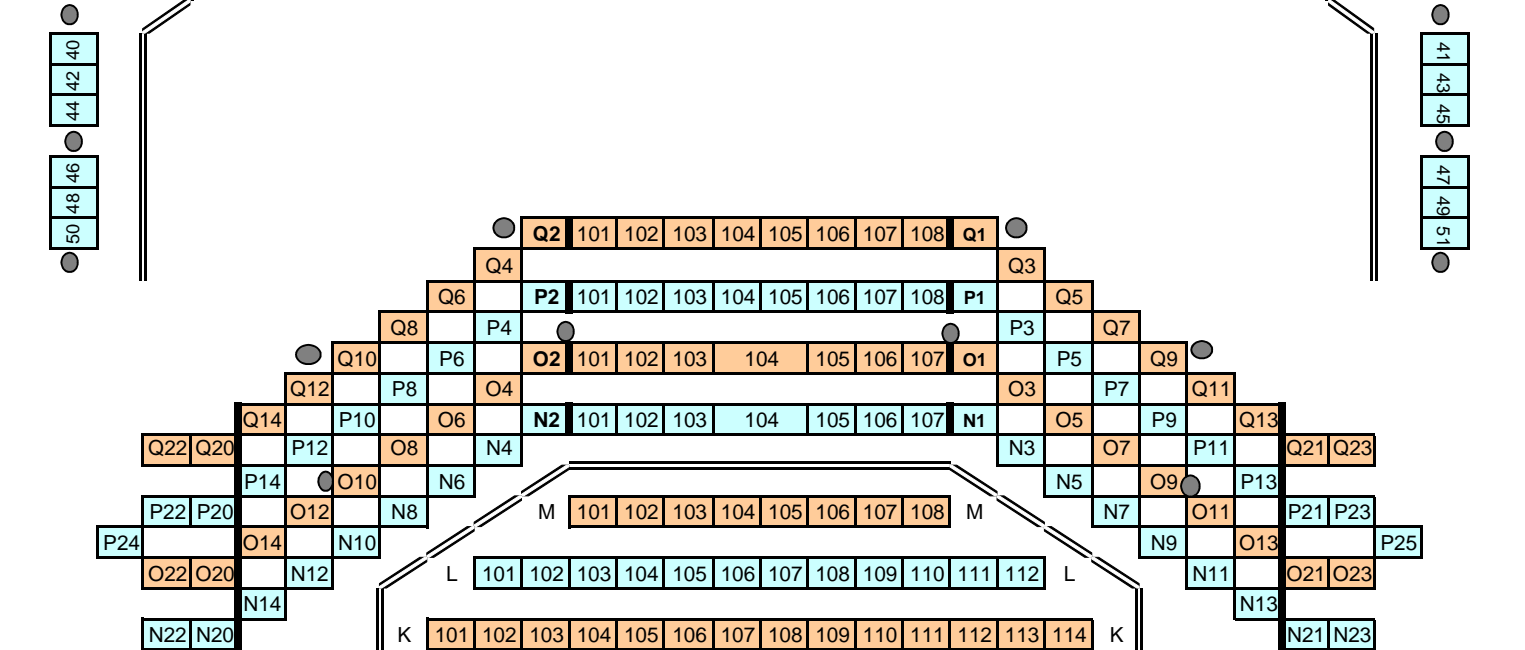 40 41
42 43
44 45
46 47
48 49
50 51
Q2 101 102 103 104 105 106 107 108 Q1
Q4 Q3
Q6 P2 101 102 103 104 105 106 107 108 P1 Q5
Q8 P4 P3 Q7
Q10 P6 O2 101 102 103 104 105 106 107 O1 P5 Q9
Q12 P8 O4 O3 P7 Q11
Q14 P10 O6 N2 101 102 103 104 105 106 107 N1 O5 P9 Q13
Q22 Q20 P12 O8 N4 N3 O7 P11 Q21 Q23
P14 O10 N6 N5 O9 P13
P22 P20 O12 N8 M 101 102 103 104 105 106 107 108 M N7 O11 P21 P23
P24 O14 N10 N9 O13 P25
O22 O20 N12 L 101 102 103 104 105 106 107 108 109 110 111 112 L N11 O21 O23
N14 N13
N22 N20 K 101 102 103 104 105 106 107 108 109 110 111 112 113 114 K N21 N23